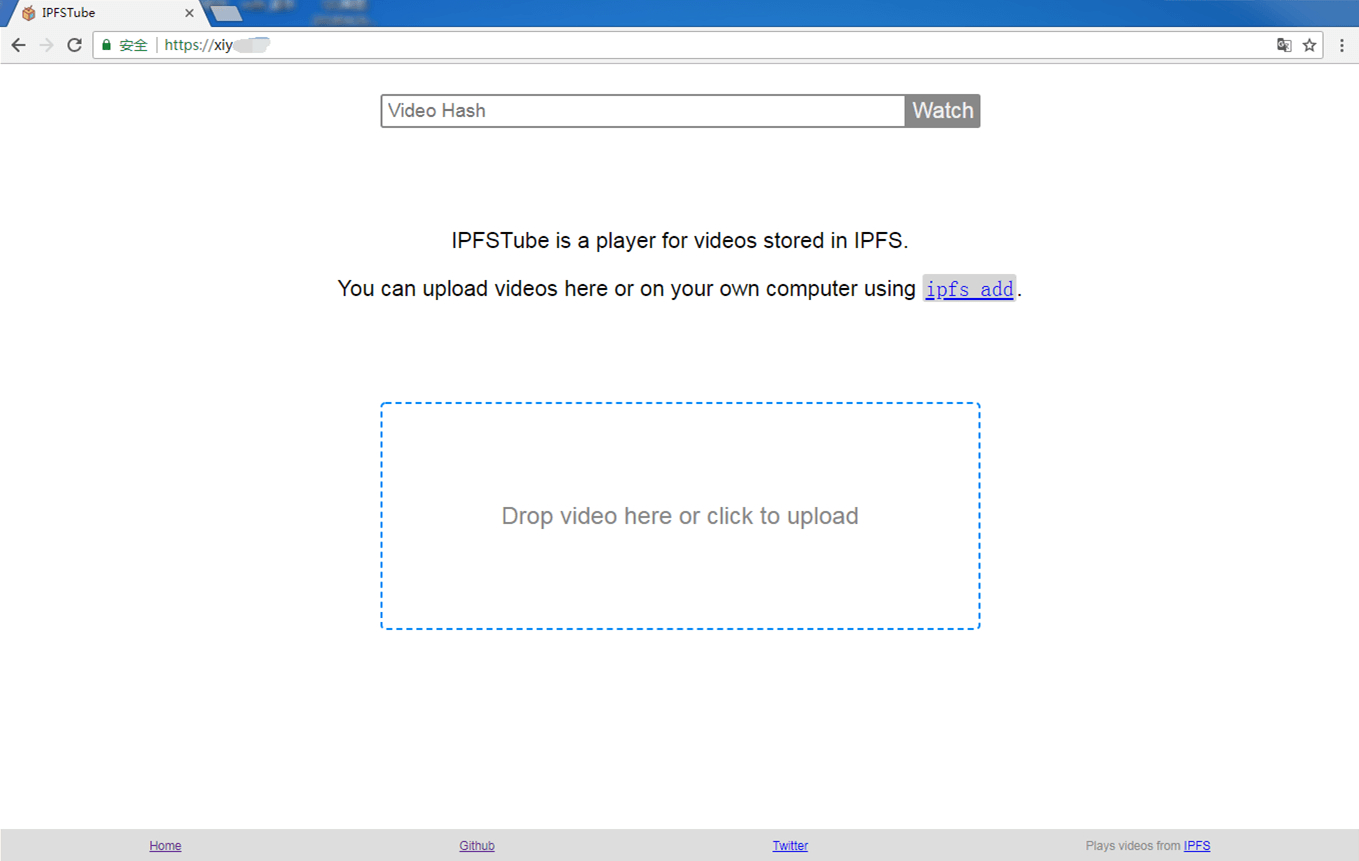 IPFSTube
安全 https://xiy
Video Hash Watch
IPFSTube is a player for videos stored in IPFS.
You can upload videos here or on your own computer using ipfs add.
Drop video here or click to upload
Home Github Twitter Plays videos from IPFS